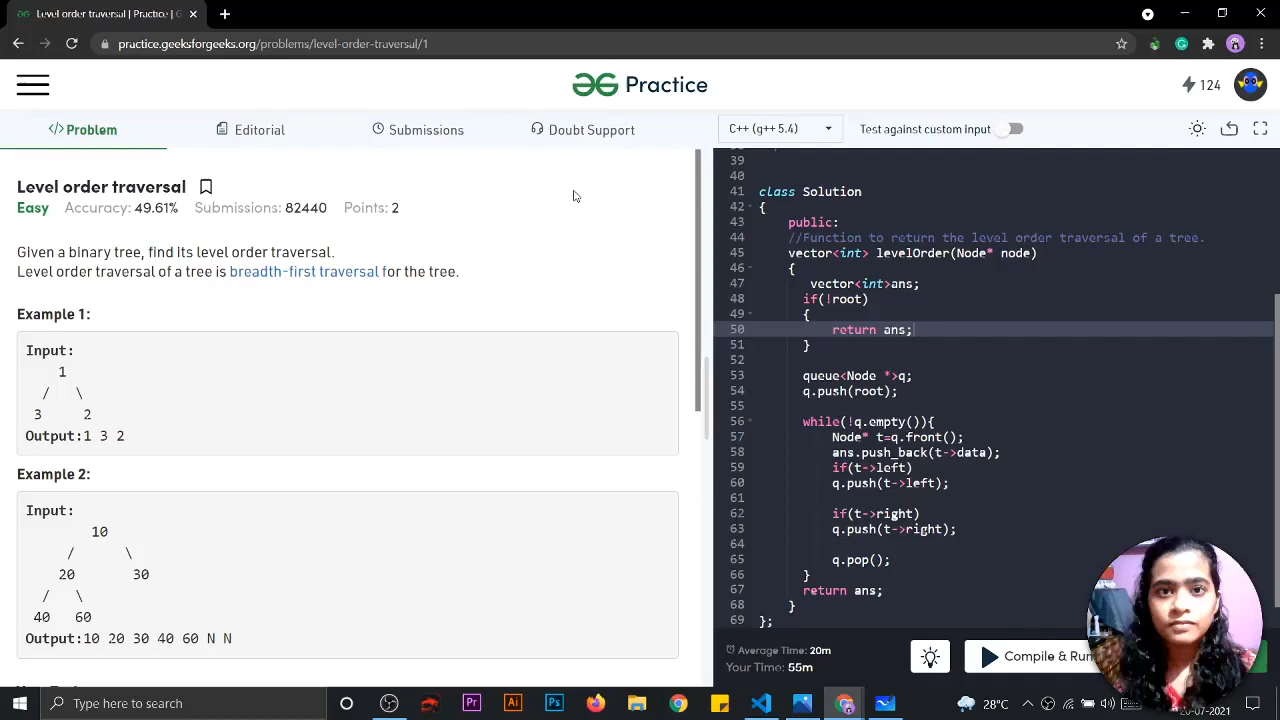 Level order traversal | Practice | G
practice.geeksforgeeks.org/problems/level-order-traversal/1
Practice
124
</> Problem
Editorial
Submissions
Doubt Support
C++ (g++ 5.4)
Test against custom Input
Level order traversal
Easy Accuracy: 49.61% Submissions: 82440 Points: 2
Given a binary tree, find its level order traversal.
Level order traversal of a tree is breadth-first traversal for the tree.
Example 1:
Input:
1
/ \
3 2
Output:1 3 2
Example 2:
Input:
10
/ \
20 30
/ \
40 60
Output:10 20 30 40 60 N N
39
40
41 class Solution
42 {
43 public:
44 //Function to return the level order traversal of a tree.
45 vector<int> levelOrder(Node* node)
46 {
47 vector<int>ans;
48 if(!root)
49 {
50 return ans;
51 }
52
53 queue<Node *>q;
54 q.push(root);
55
56 while(!q.empty()){
57 Node* t=q.front();
58 ans.push_back(t->data);
59 if(t->left)
60 q.push(t->left);
61
62 if(t->right)
63 q.push(t->right);
64
65 q.pop();
66 }
67 return ans;
68 }
69 };
Average Time: 20m
Your Time: 55m
Compile & Run
Type here to search
Pr
Ai
Ps
28°C
20-07-2021